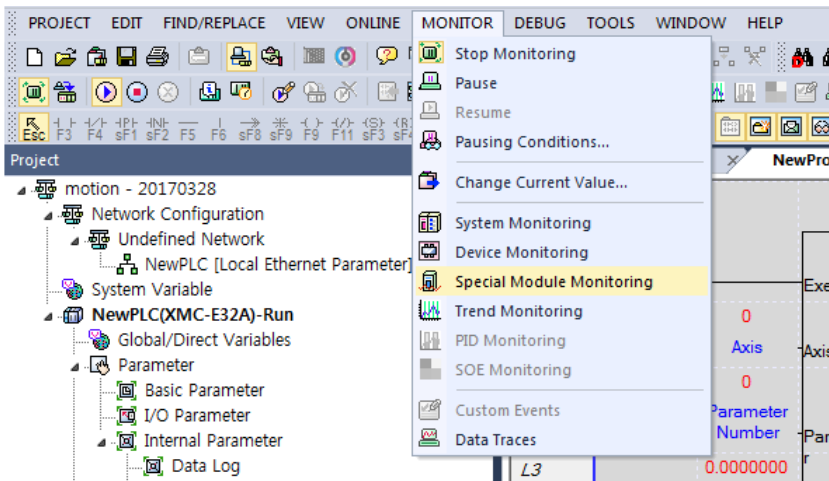 PROJECT EDIT FIND/REPLACE VIEW ONLINE MONITOR DEBUG TOOLS WINDOW HELP
Stop Monitoring
Pause
Resume
Pausing Conditions...
Change Current Value...
System Monitoring
Device Monitoring
Special Module Monitoring
Trend Monitoring
PID Monitoring
SOE Monitoring
Custom Events
Data Traces
Esc F3 F4 sF1 sF2 F5 F6 sF8 sF9 F9 F11 sF3 sF4
Project
motion - 20170328
Network Configuration
Undefined Network
NewPLC [Local Ethernet Parameter]
System Variable
NewPLC(XMC-E32A)-Run
Global/Direct Variables
Parameter
Basic Parameter
I/O Parameter
Internal Parameter
Data Log
NewPro
Exe
0
Axis
Axis
0
Parameter
Number
Par
r
L3
0.0000000